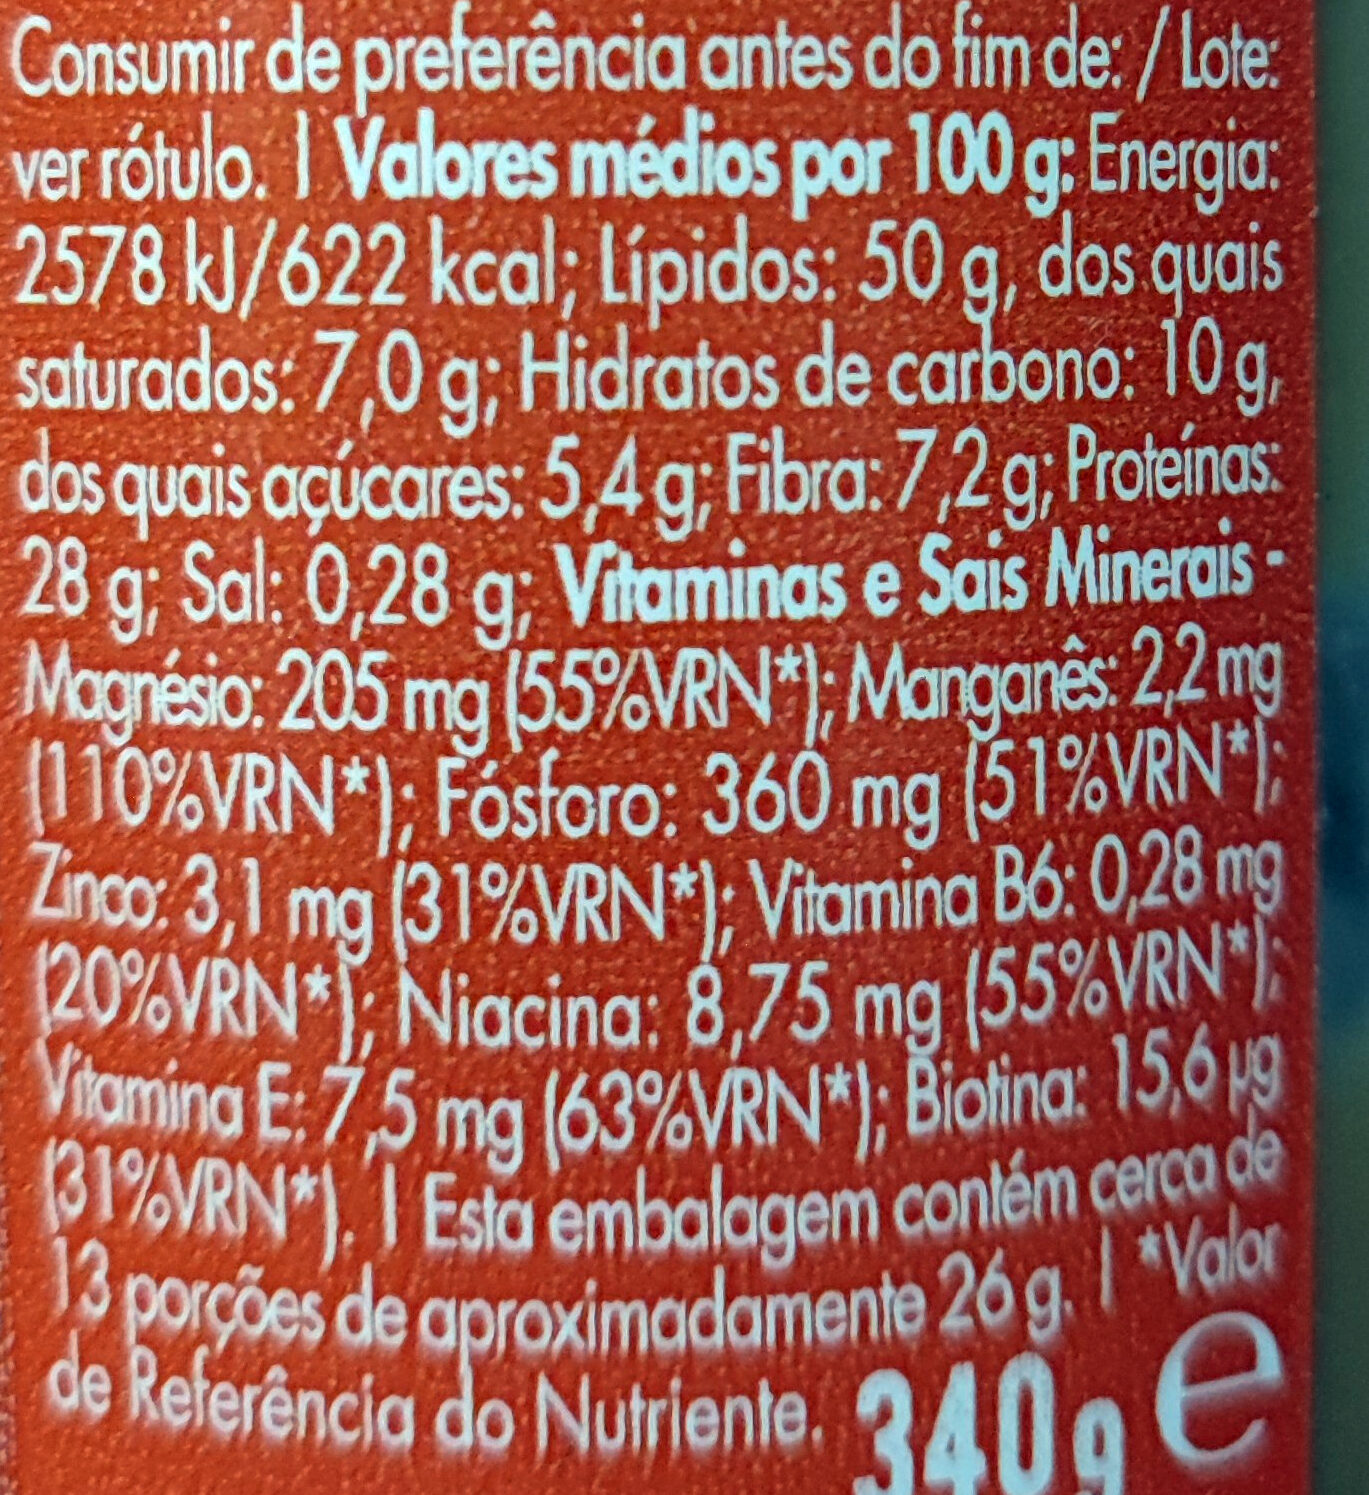 Consumir de preferência antes do fim de: / Lote:
ver rótulo. | Valores médios por 100 g: Energia:
2578 kJ/622 kcal; Lípidos: 50 g, dos quais
saturados: 7,0 g; Hidratos de carbono: 10 g,
dos quais açúcares: 5,4 g; Fibra: 7,2 g; Proteínas:
28 g; Sal: 0,28 g; Vitaminas e Sais Minerais -
Magnésio: 205 mg (55%VRN*); Manganês: 2,2 mg
(110%VRN*); Fósforo: 360 mg (51%VRN*);
Zinco: 3,1 mg (31%VRN*); Vitamina B6: 0,28 mg
(20%VRN*); Niacina: 8,75 mg (55%VRN*);
Vitamina E: 7,5 mg (63%VRN*); Biotina: 15,6 µg
(31%VRN*). | Esta embalagem contém cerca de
13 porções de aproximadamente 26 g. | *Valor
de Referência do Nutriente. 340g e